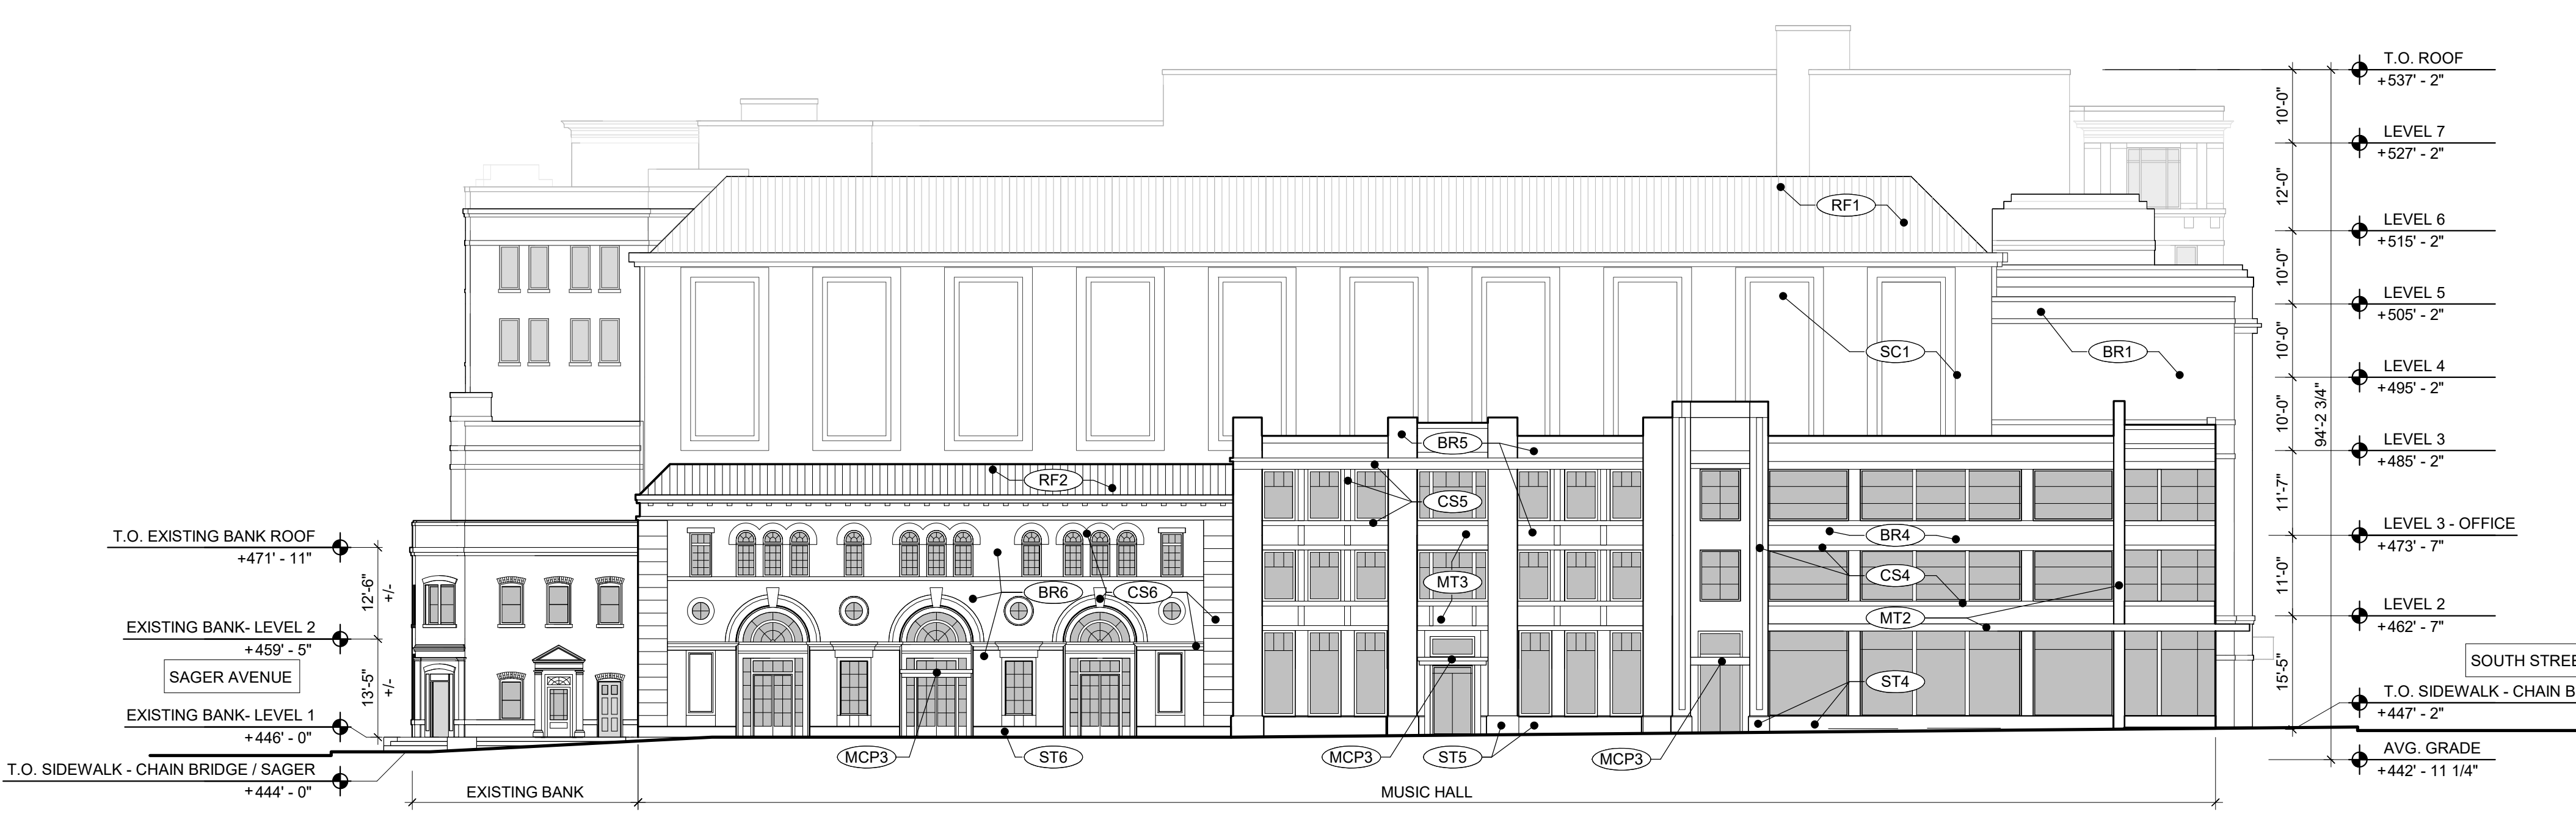 T.O. ROOF
+537' - 2"
10'-0"
LEVEL 7
+527' - 2"
12'-0"
RF1
LEVEL 6
+515' - 2"
10'-0"
LEVEL 5
+505' - 2"
10'-0"
SC1
BR1
LEVEL 4
+495' - 2"
10'-0"
94'-2 3/4"
BR5
LEVEL 3
+485' - 2"
RF2
CS5
11'-7"
T.O. EXISTING BANK ROOF
+471' - 11"
BR4
LEVEL 3 - OFFICE
+473' - 7"
12'-6"
+/-
BR6
CS6
MT3
CS4
11'-0"
MT2
LEVEL 2
+462' - 7"
EXISTING BANK- LEVEL 2
+459' - 5"
SAGER AVENUE
13'-5"
+/-
MCP3
ST4
15'-5"
SOUTH STREE
T.O. SIDEWALK - CHAIN B
+447' - 2"
EXISTING BANK- LEVEL 1
+446' - 0"
MCP3
ST6
MCP3
ST5
MCP3
AVG. GRADE
+442' - 11 1/4"
T.O. SIDEWALK - CHAIN BRIDGE / SAGER
+444' - 0"
EXISTING BANK
MUSIC HALL